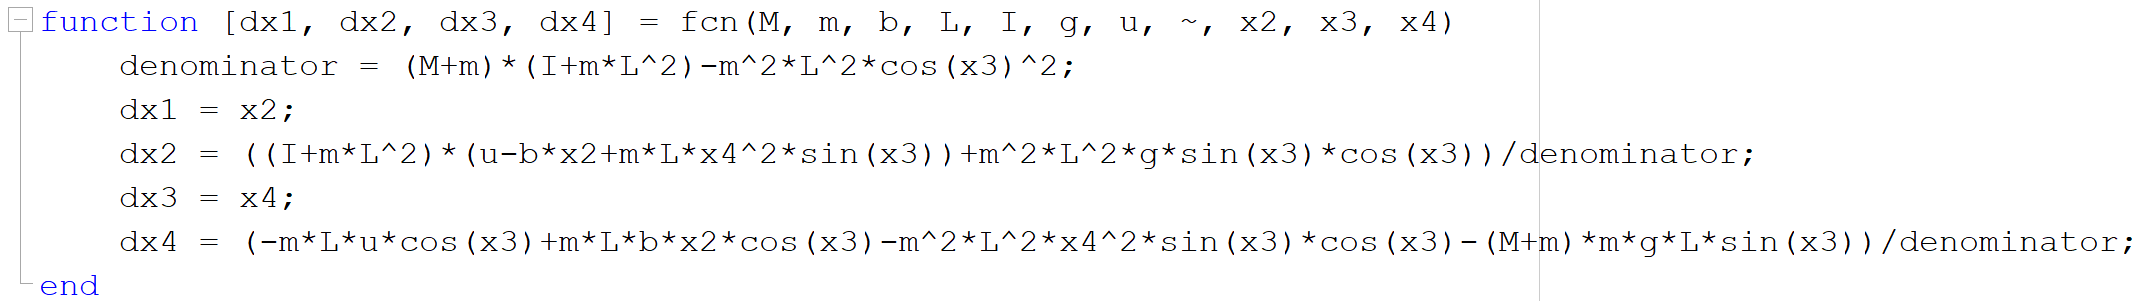 function [dx1, dx2, dx3, dx4] = fcn(M, m, b, L, I, g, u, ~, x2, x3, x4)
denominator = (M+m)*(I+m*L^2)-m^2*L^2*cos(x3)^2;
dx1 = x2;
dx2 = ((I+m*L^2)*(u-b*x2+m*L*x4^2*sin(x3))+m^2*L^2*g*sin(x3)*cos(x3))/denominator;
dx3 = x4;
dx4 = (-m*L*u*cos(x3)+m*L*b*x2*cos(x3)-m^2*L^2*x4^2*sin(x3)*cos(x3)-(M+m)*m*g*L*sin(x3))/denominator;
end